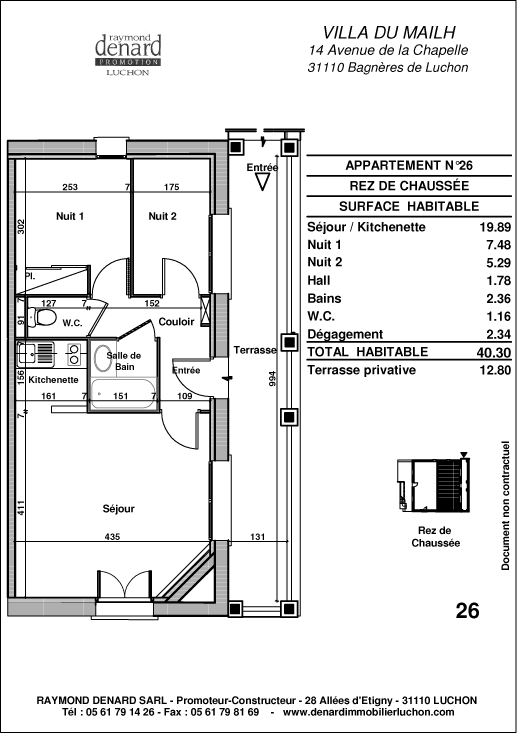 raymond
denard
PROMOTION
LUCHON
VILLA DU MAILH
14 Avenue de la Chapelle
31110 Bagnères de Luchon
APPARTEMENT N°26
REZ DE CHAUSSÉE
SURFACE HABITABLE
Séjour / Kitchenette 19.89
Nuit 1 7.48
Nuit 2 5.29
Hall 1.78
Bains 2.36
W.C. 1.16
Dégagement 2.34
TOTAL HABITABLE 40.30
Terrasse privative 12.80
Entrée
253 7 175
Nuit 1 Nuit 2
302
Pl.
127 7 152
7
91
W.C.
Couloir
Terrasse
994
Salle de
Bain
Kitchenette
Entrée
156
161 7 151 7 109
7
411
Séjour
435
131
Rez de
Chaussée
Document non contractuel
26
RAYMOND DENARD SARL - Promoteur-Constructeur - 28 Allées d'Etigny - 31110 LUCHON
Tél : 05 61 79 14 26 - Fax : 05 61 79 81 69 - www.denardimmobilierluchon.com